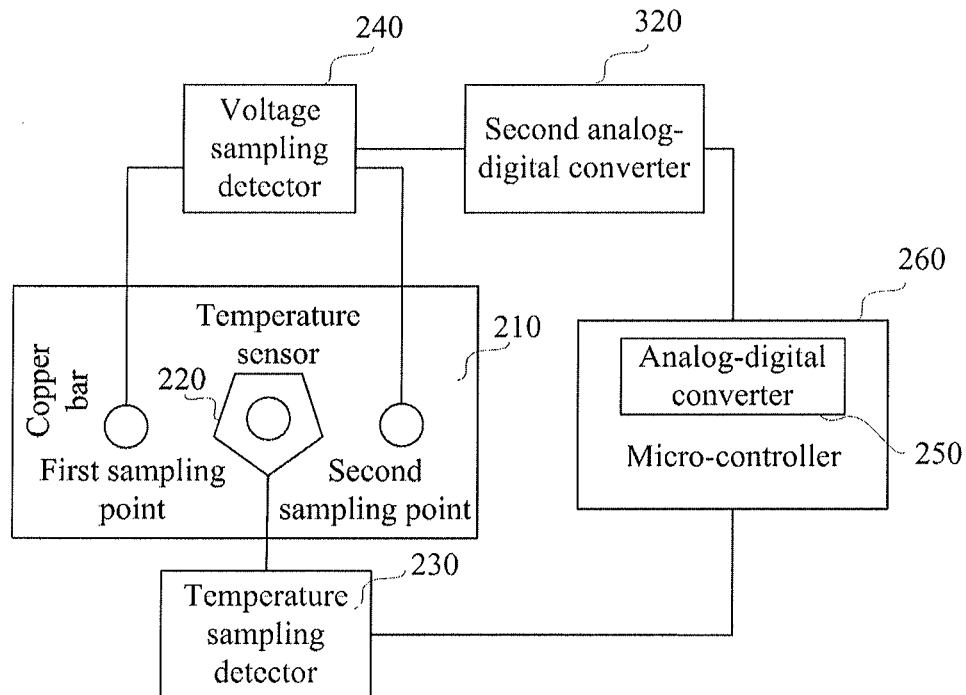 240
320
Voltage
sampling
detector
Second analog-
digital converter
260
Temperature
sensor
210
Copper
bar
220
Analog-digital
converter
First sampling
point
Second
sampling point
Micro-controller
250
230
Temperature
sampling
detector